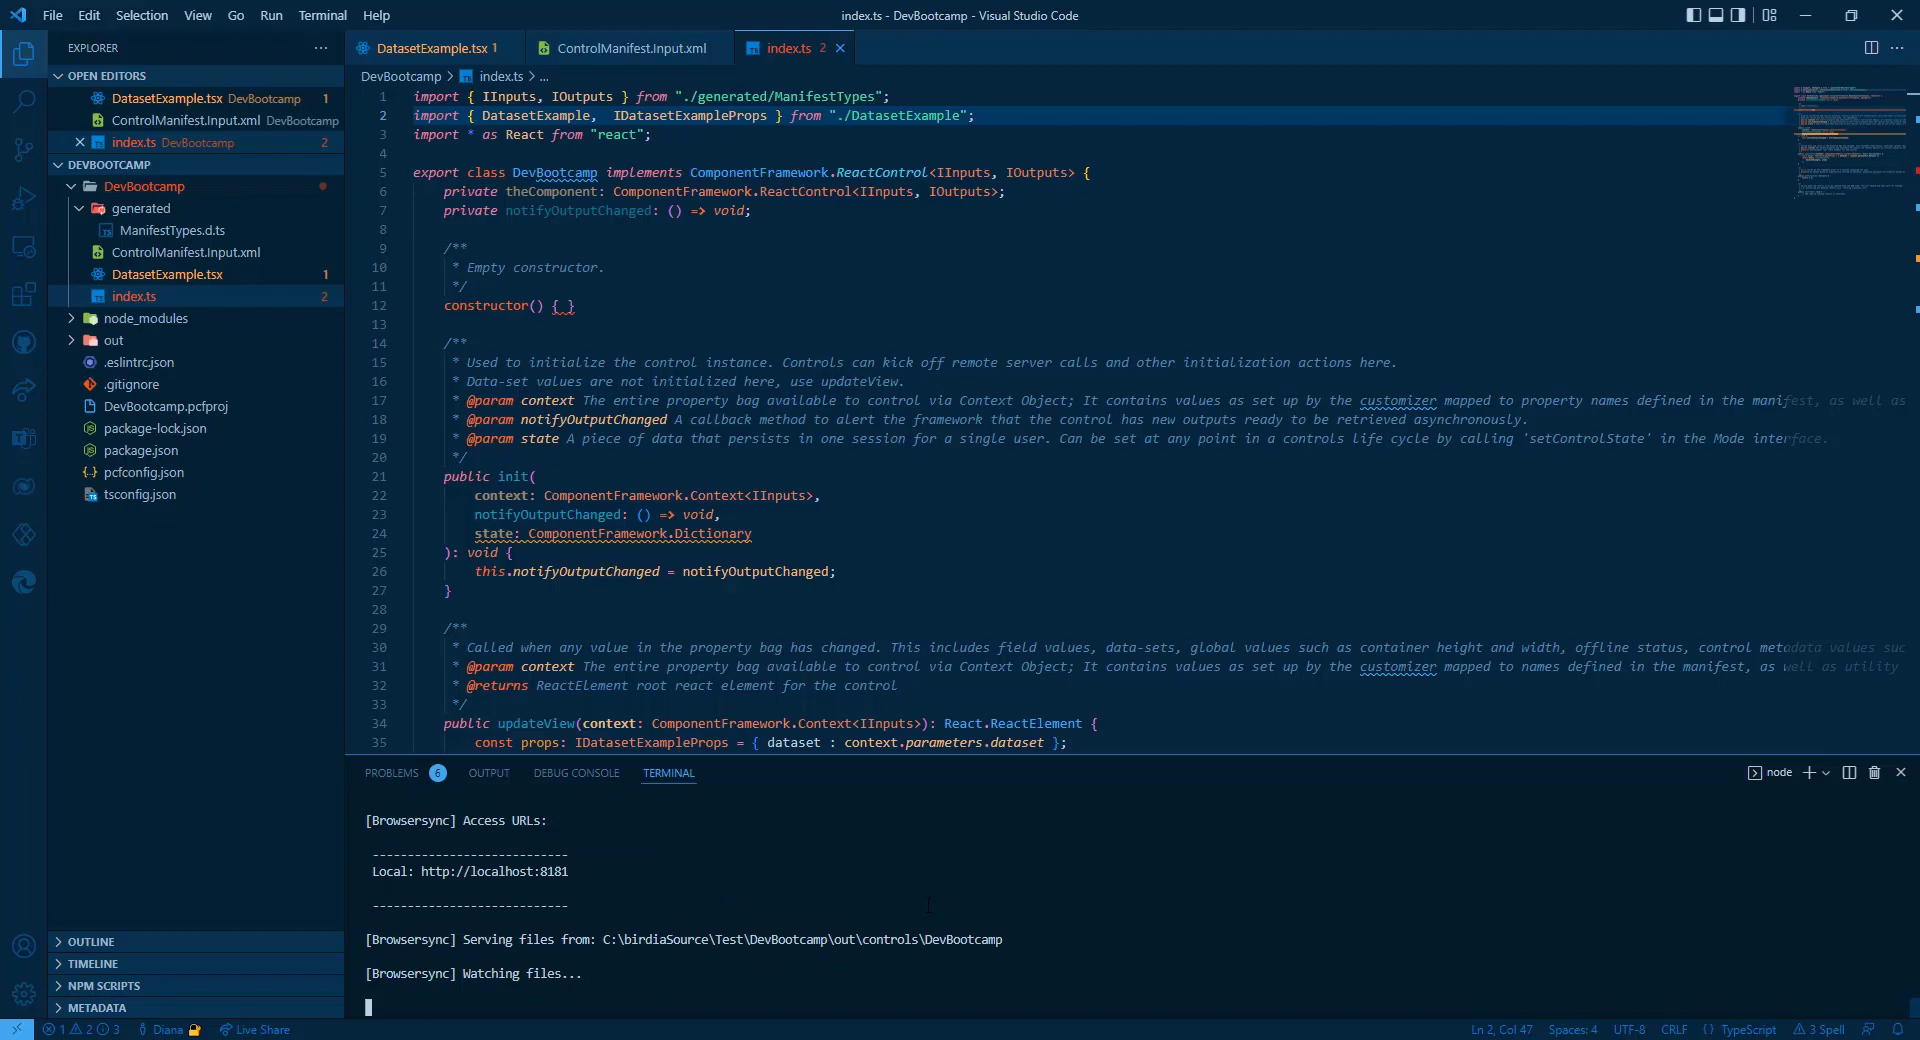 File Edit Selection View Go Run Terminal Help
index.ts - DevBootcamp - Visual Studio Code
EXPLORER
OPEN EDITORS
DatasetExample.tsx DevBootcamp 1
ControlManifest.Input.xml DevBootcamp
index.ts DevBootcamp 2
DEVBOOTCAMP
DevBootcamp
generated
ManifestTypes.d.ts
ControlManifest.Input.xml
DatasetExample.tsx 1
index.ts 2
node_modules
out
.eslintrc.json
.gitignore
DevBootcamp.pcfproj
package-lock.json
package.json
pcfconfig.json
tsconfig.json
OUTLINE
TIMELINE
NPM SCRIPTS
METADATA
DatasetExample.tsx 1 ControlManifest.Input.xml index.ts 2
DevBootcamp > index.ts > ...
1 import { IInputs, IOutputs } from "./generated/ManifestTypes";
2 import { DatasetExample,  IDatasetExampleProps } from "./DatasetExample";
3 import * as React from "react";
4
5 export class DevBootcamp implements ComponentFramework.ReactControl<IInputs, IOutputs> {
6     private theComponent: ComponentFramework.ReactControl<IInputs, IOutputs>;
7     private notifyOutputChanged: () => void;
8
9     /**
10      * Empty constructor.
11      */
12     constructor() { }
13
14     /**
15      * Used to initialize the control instance. Controls can kick off remote server calls and other initialization actions here.
16      * Data-set values are not initialized here, use updateView.
17      * @param context The entire property bag available to control via Context Object; It contains values as set up by the customizer mapped to property names defined in the manifest, as well as
18      * @param notifyOutputChanged A callback method to alert the framework that the control has new outputs ready to be retrieved asynchronously.
19      * @param state A piece of data that persists in one session for a single user. Can be set at any point in a controls life cycle by calling 'setControlState' in the Mode interface.
20      */
21     public init(
22         context: ComponentFramework.Context<IInputs>,
23         notifyOutputChanged: () => void,
24         state: ComponentFramework.Dictionary
25     ): void {
26         this.notifyOutputChanged = notifyOutputChanged;
27     }
28
29     /**
30      * Called when any value in the property bag has changed. This includes field values, data-sets, global values such as container height and width, offline status, control metadata values suc
31      * @param context The entire property bag available to control via Context Object; It contains values as set up by the customizer mapped to names defined in the manifest, as well as utility
32      * @returns ReactElement root react element for the control
33      */
34     public updateView(context: ComponentFramework.Context<IInputs>): React.ReactElement {
35         const props: IDatasetExampleProps = { dataset : context.parameters.dataset };
PROBLEMS 6 OUTPUT DEBUG CONSOLE TERMINAL
node
[Browsersync] Access URLs:
----------------------------
Local: http://localhost:8181
----------------------------
[Browsersync] Serving files from: C:\birdiaSource\Test\DevBootcamp\out\controls\DevBootcamp
[Browsersync] Watching files...
1 2 3 Diana Live Share
Ln 2, Col 47 Spaces: 4 UTF-8 CRLF { } TypeScript 3 Spell